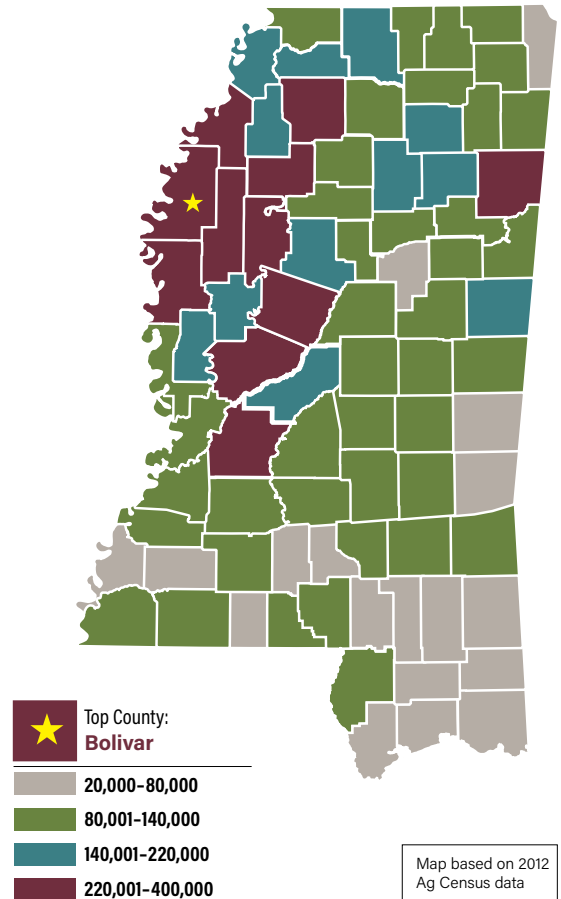 Top County:
Bolivar
20,000–80,000
80,001–140,000
140,001–220,000
220,001–400,000
Map based on 2012
Ag Census data